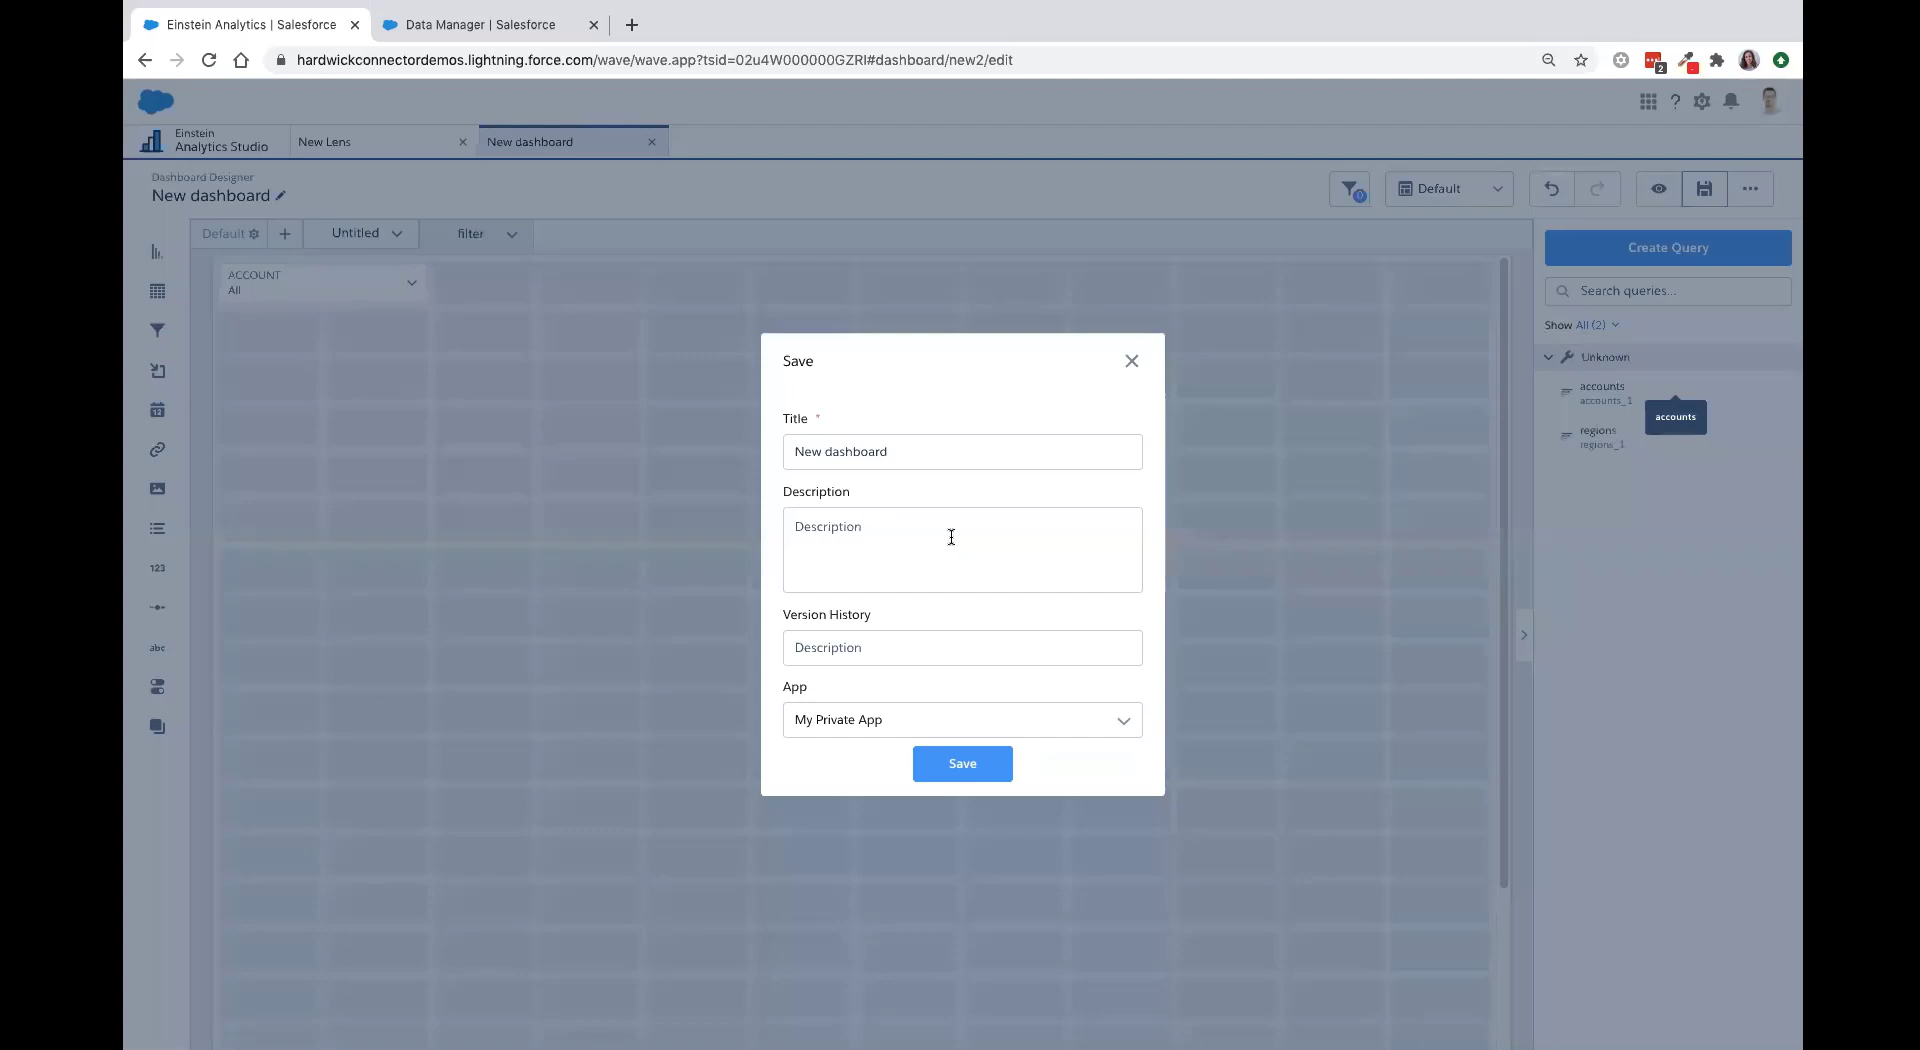 Einstein Analytics | Salesforce
Data Manager | Salesforce
hardwickconnectordemos.lightning.force.com/wave/wave.app?tsid=02u4W000000GZRI#dashboard/new2/edit
2
Einstein
Analytics Studio
New Lens
New dashboard
Dashboard Designer
New dashboard
0
Default
Default
Untitled
filter
Create Query
ACCOUNT
All
Search queries...
Show All (2)
Unknown
accounts
accounts_1
accounts
regions
regions_1
12
123
abc
Save
Title *
New dashboard
Description
Description
Version History
Description
App
My Private App
Save